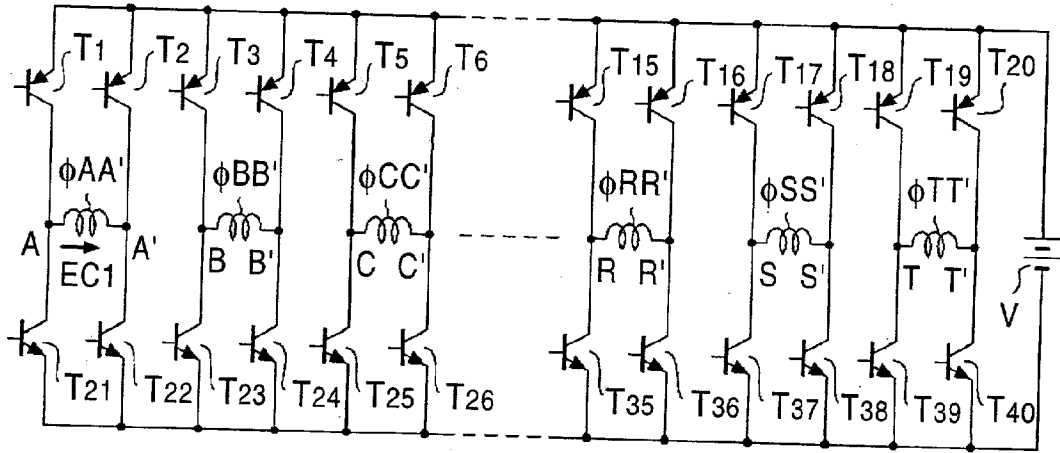 T1 T2 T3 T4 T5 T6 T15 T16 T17 T18 T19 T20
ϕAA' ϕBB' ϕCC' ϕRR' ϕSS' ϕTT'
A A' B B' C C' R R' S S' T T'
EC1
V
T21 T22 T23 T24 T25 T26 T35 T36 T37 T38 T39 T40